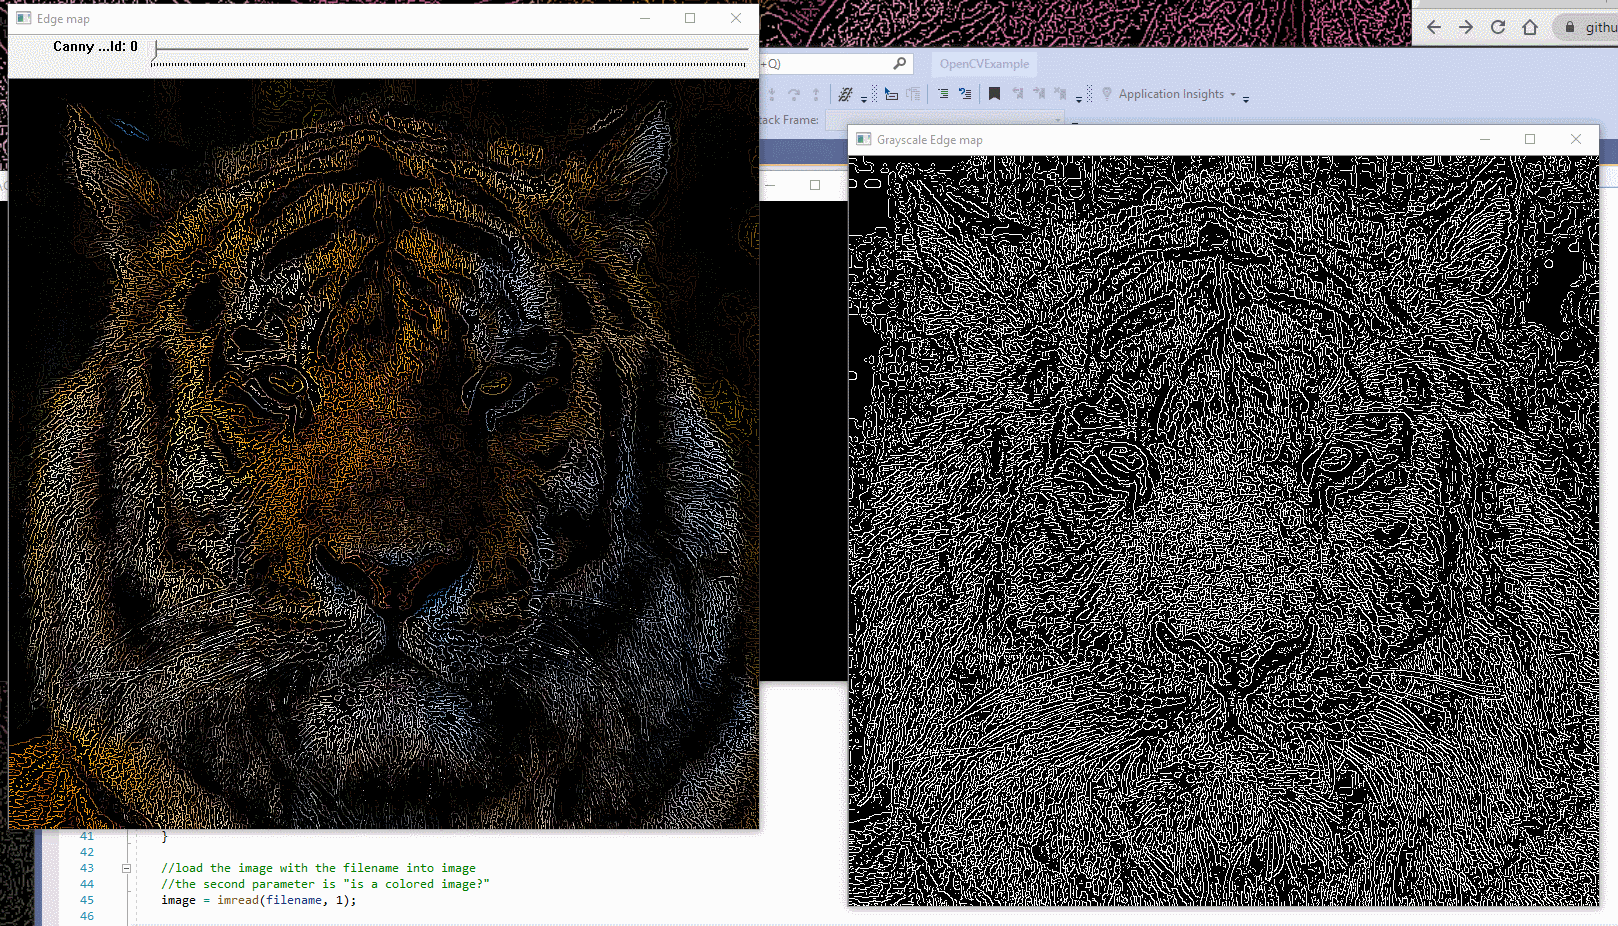 Edge map
Canny ...ld: 0
githu
+Q)
OpenCVExample
Application Insights
tack Frame:
Grayscale Edge map
41 }
42
43 //load the image with the filename into image
44 //the second parameter is "is a colored image?"
45 image = imread(filename, 1);
46